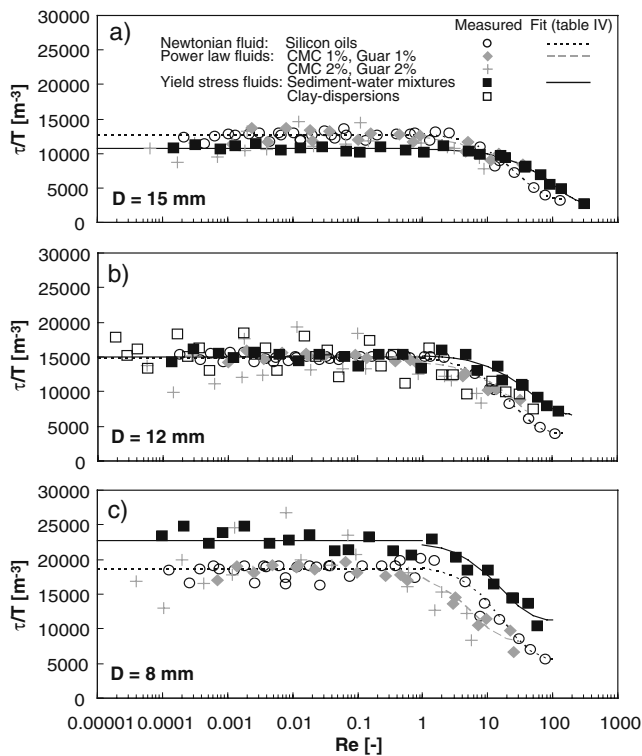 Measured Fit (table IV)
a)
Newtonian fluid: Silicon oils
Power law fluids: CMC 1%, Guar 1%
CMC 2%, Guar 2%
Yield stress fluids: Sediment-water mixtures
Clay-dispersions
30000
25000
20000
15000
10000
5000
0
τ/T [m-3]
D = 15 mm
b)
30000
25000
20000
15000
10000
5000
0
τ/T [m-3]
D = 12 mm
c)
30000
25000
20000
15000
10000
5000
0
τ/T [m-3]
D = 8 mm
0.00001 0.0001 0.001 0.01 0.1 1 10 100 1000
Re [-]